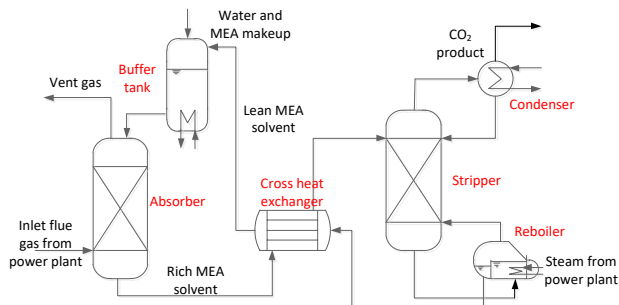 Water and
MEA makeup
CO₂
product
Buffer
tank
Vent gas
Condenser
Lean MEA
solvent
Cross heat
exchanger
Stripper
Absorber
Inlet flue
gas from
power plant
Reboiler
Steam from
power plant
Rich MEA
solvent